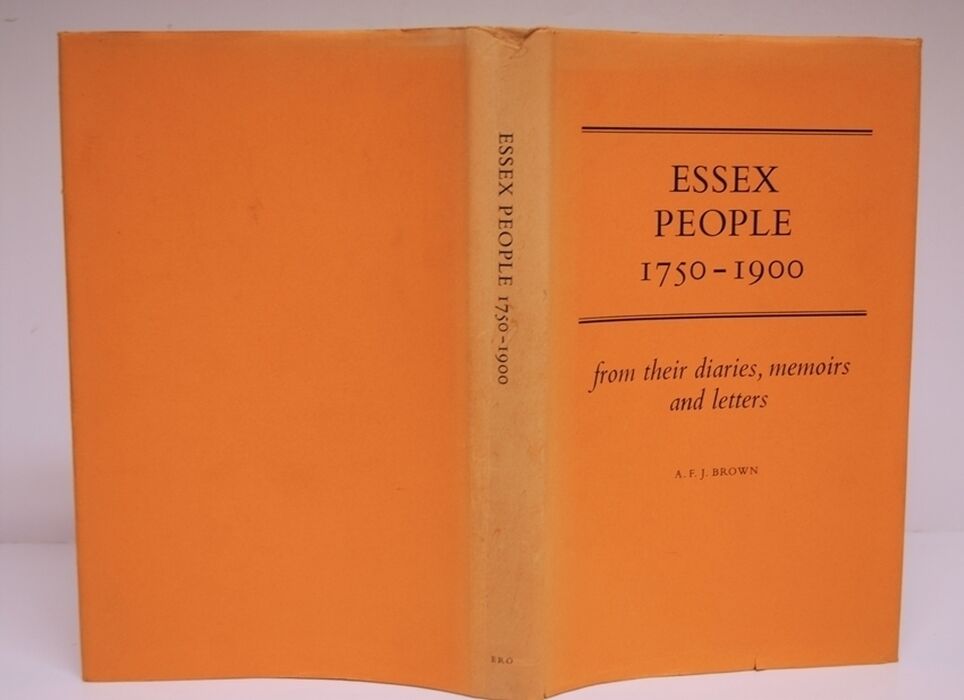 ESSEX PEOPLE 1750-1900
ERO
ESSEX
PEOPLE
1750-1900
from their diaries, memoirs
and letters
A. F. J. BROWN